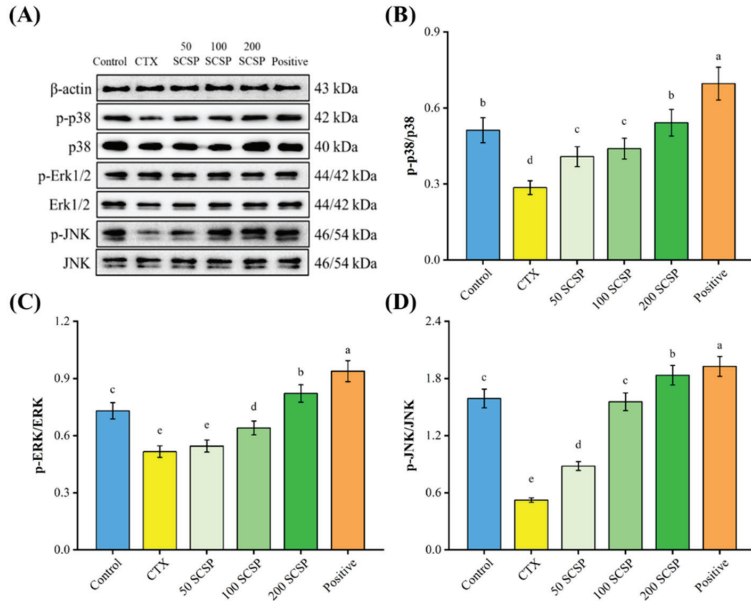 (A)
50 100 200
Control CTX SCSP SCSP SCSP Positive
β-actin 43 kDa
p-p38 42 kDa
p38 40 kDa
p-Erk1/2 44/42 kDa
Erk1/2 44/42 kDa
p-JNK 46/54 kDa
JNK 46/54 kDa
(B)
p-p38/p38
0.9
0.6
0.3
0.0
b
d
c
c
b
a
Control
CTX
50 SCSP
100 SCSP
200 SCSP
Positive
(C)
p-ERK/ERK
1.2
0.9
0.6
0.3
0.0
c
e
e
d
b
a
Control
CTX
50 SCSP
100 SCSP
200 SCSP
Positive
(D)
p-JNK/JNK
2.4
1.8
1.2
0.6
0.0
c
e
d
c
b
a
Control
CTX
50 SCSP
100 SCSP
200 SCSP
Positive